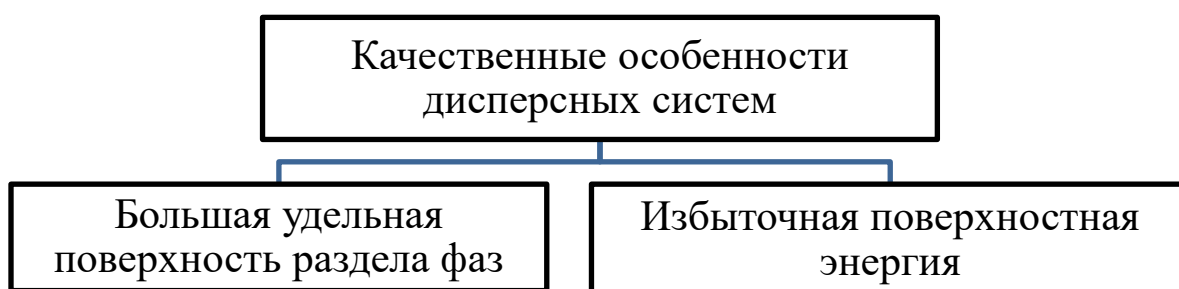 Качественные особенности
дисперсных систем
Большая удельная
поверхность раздела фаз
Избыточная поверхностная
энергия